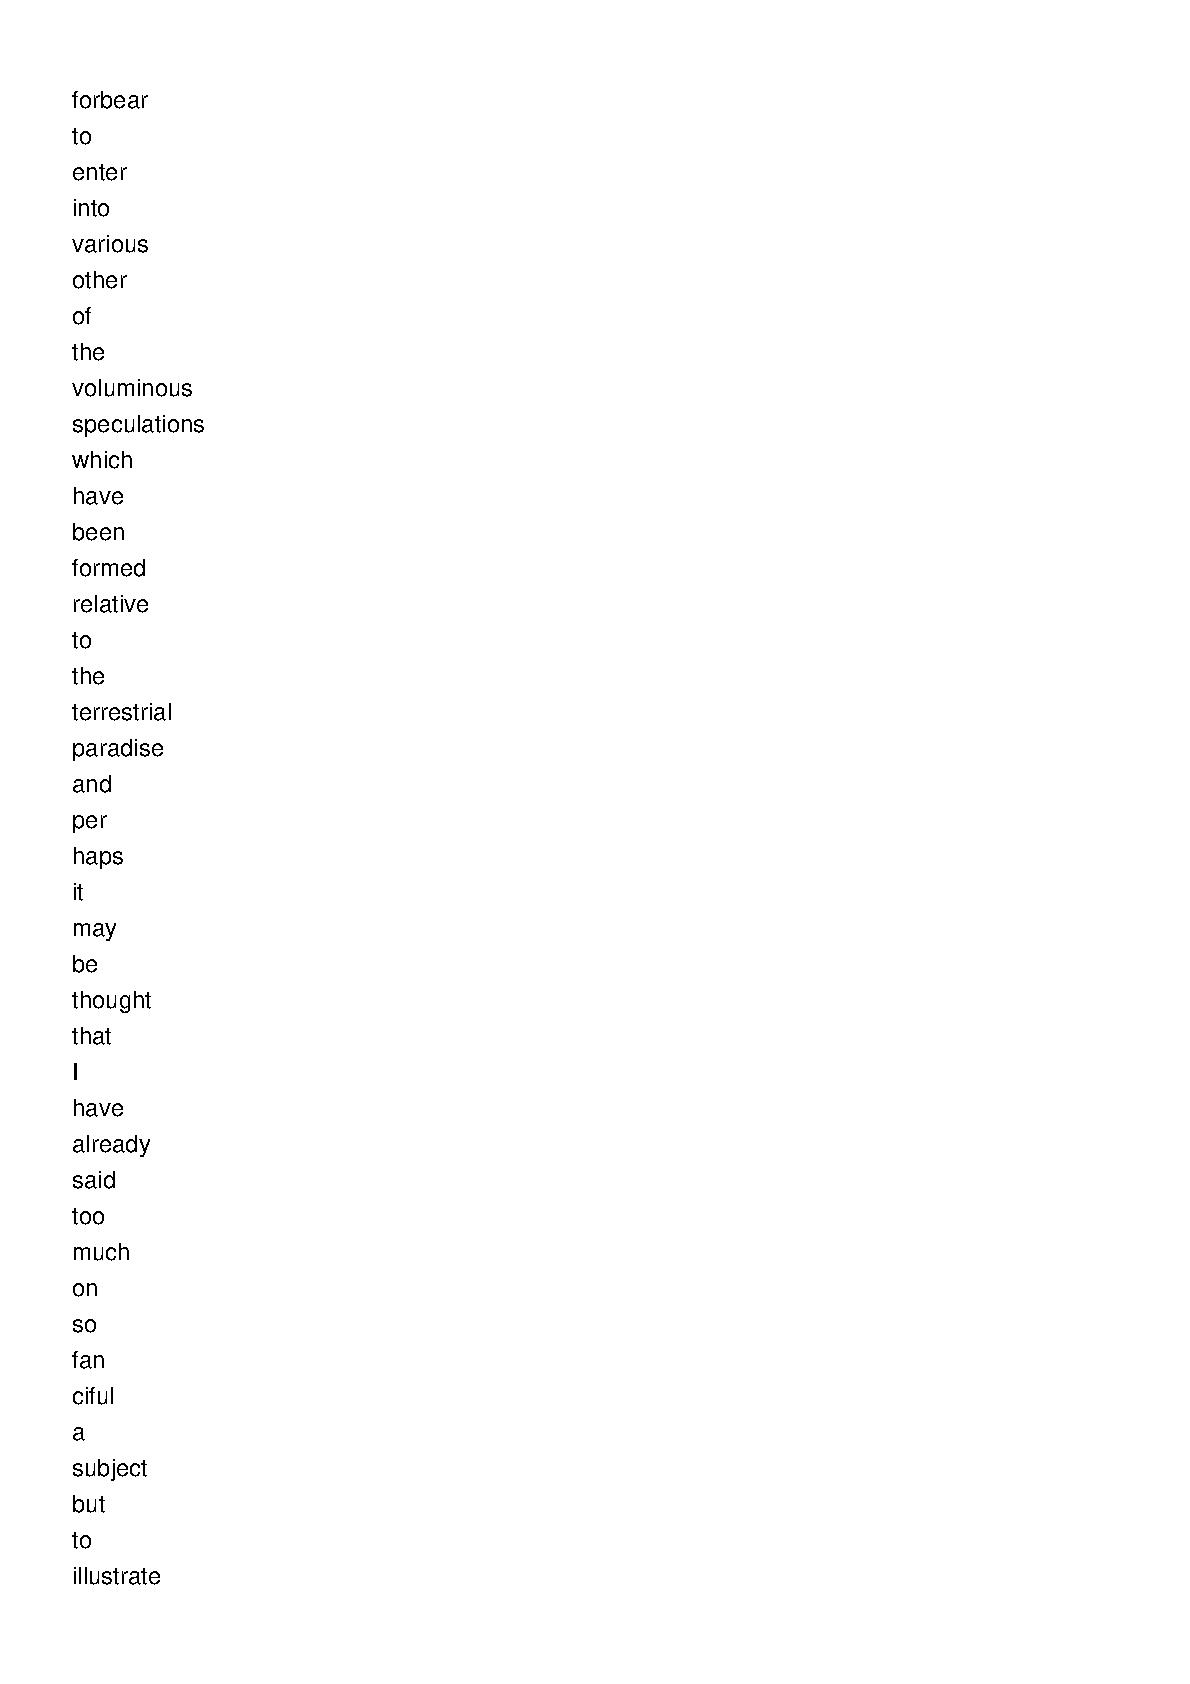 forbear
to
enter
into
various
other
of
the
voluminous
speculations
which
have
been
formed
relative
to
the
terrestrial
paradise
and
per
haps
it
may
be
thought
that
I
have
already
said
too
much
on
so
fan
ciful
a
subject
but
to
illustrate